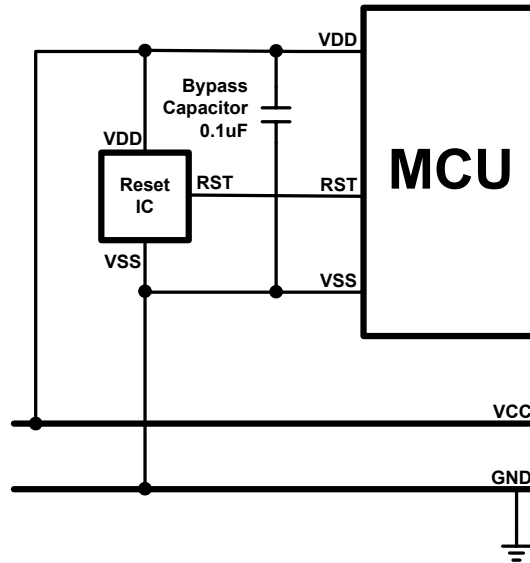 VDD
Bypass
Capacitor
0.1uF
VDD
Reset
IC
RST
RST
MCU
VSS
VSS
VCC
GND